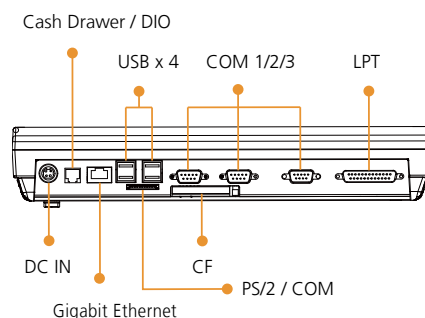 Cash Drawer / DIO
USB x 4
COM 1/2/3
LPT
DC IN
CF
PS/2 / COM
Gigabit Ethernet